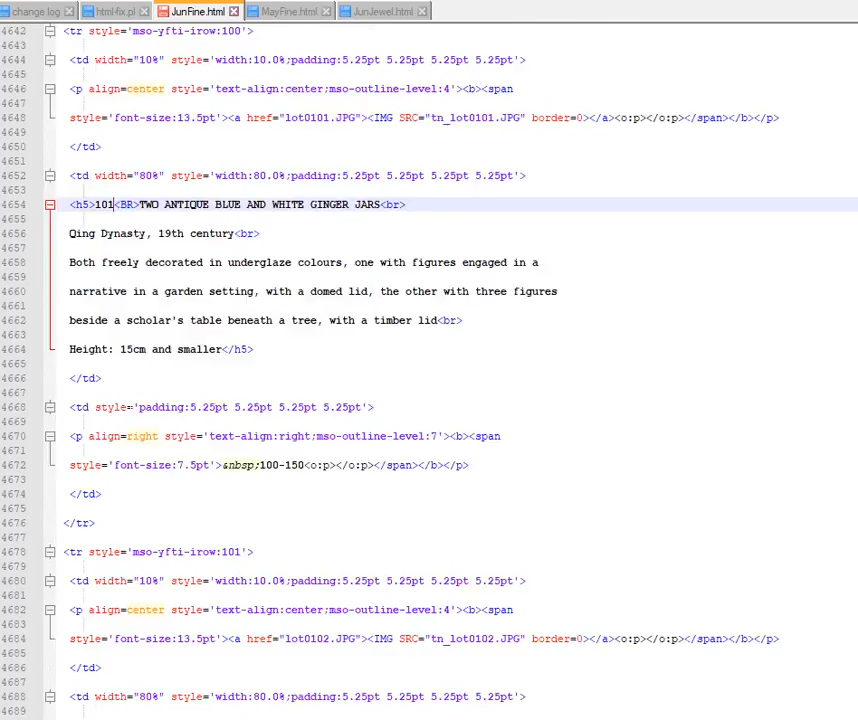 change.log html-fix.pl JunFine.html MayFine.html JunJewel.html
4642 <tr style='mso-yfti-irow:100'>
4643
4644 <td width="10%" style='width:10.0%;padding:5.25pt 5.25pt 5.25pt 5.25pt'>
4645
4646 <p align=center style='text-align:center;mso-outline-level:4'><b><span
4647
4648 style='font-size:13.5pt'><a href="lot0101.JPG"><IMG SRC="tn_lot0101.JPG" border=0></a><o:p></o:p></span></b></p>
4649
4650 </td>
4651
4652 <td width="80%" style='width:80.0%;padding:5.25pt 5.25pt 5.25pt 5.25pt'>
4653
4654 <h5>101<BR>TWO ANTIQUE BLUE AND WHITE GINGER JARS<br>
4655
4656 Qing Dynasty, 19th century<br>
4657
4658 Both freely decorated in underglaze colours, one with figures engaged in a
4659
4660 narrative in a garden setting, with a domed lid, the other with three figures
4661
4662 beside a scholar's table beneath a tree, with a timber lid<br>
4663
4664 Height: 15cm and smaller</h5>
4665
4666 </td>
4667
4668 <td style='padding:5.25pt 5.25pt 5.25pt 5.25pt'>
4669
4670 <p align=right style='text-align:right;mso-outline-level:7'><b><span
4671
4672 style='font-size:7.5pt'>&nbsp;100-150<o:p></o:p></span></b></p>
4673
4674 </td>
4675
4676 </tr>
4677
4678 <tr style='mso-yfti-irow:101'>
4679
4680 <td width="10%" style='width:10.0%;padding:5.25pt 5.25pt 5.25pt 5.25pt'>
4681
4682 <p align=center style='text-align:center;mso-outline-level:4'><b><span
4683
4684 style='font-size:13.5pt'><a href="lot0102.JPG"><IMG SRC="tn_lot0102.JPG" border=0></a><o:p></o:p></span></b></p>
4685
4686 </td>
4687
4688 <td width="80%" style='width:80.0%;padding:5.25pt 5.25pt 5.25pt 5.25pt'>
4689